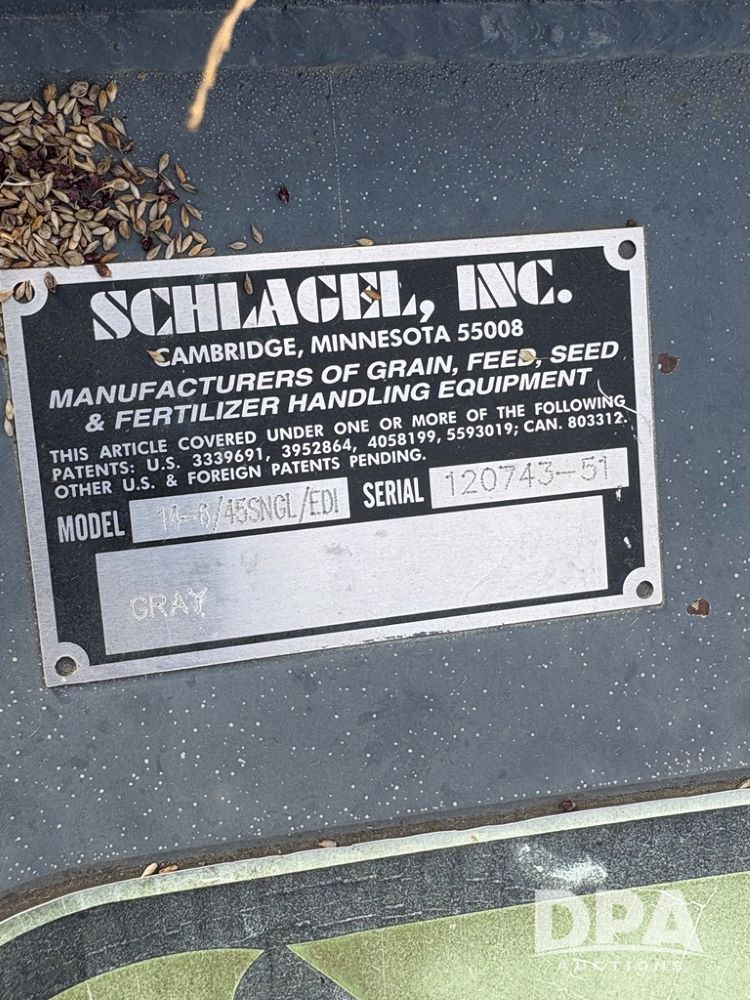 SCHLAGEL, INC.
CAMBRIDGE, MINNESOTA 55008
MANUFACTURERS OF GRAIN, FEED, SEED
& FERTILIZER HANDLING EQUIPMENT
THIS ARTICLE COVERED UNDER ONE OR MORE OF THE FOLLOWING
PATENTS: U.S. 3339691, 3952864, 4058199, 5593019; CAN. 803312.
OTHER U.S. & FOREIGN PATENTS PENDING.
MODEL 14-8/45SNGL/EDI SERIAL 120743-51
GRAY
DPA
AUCTIONS